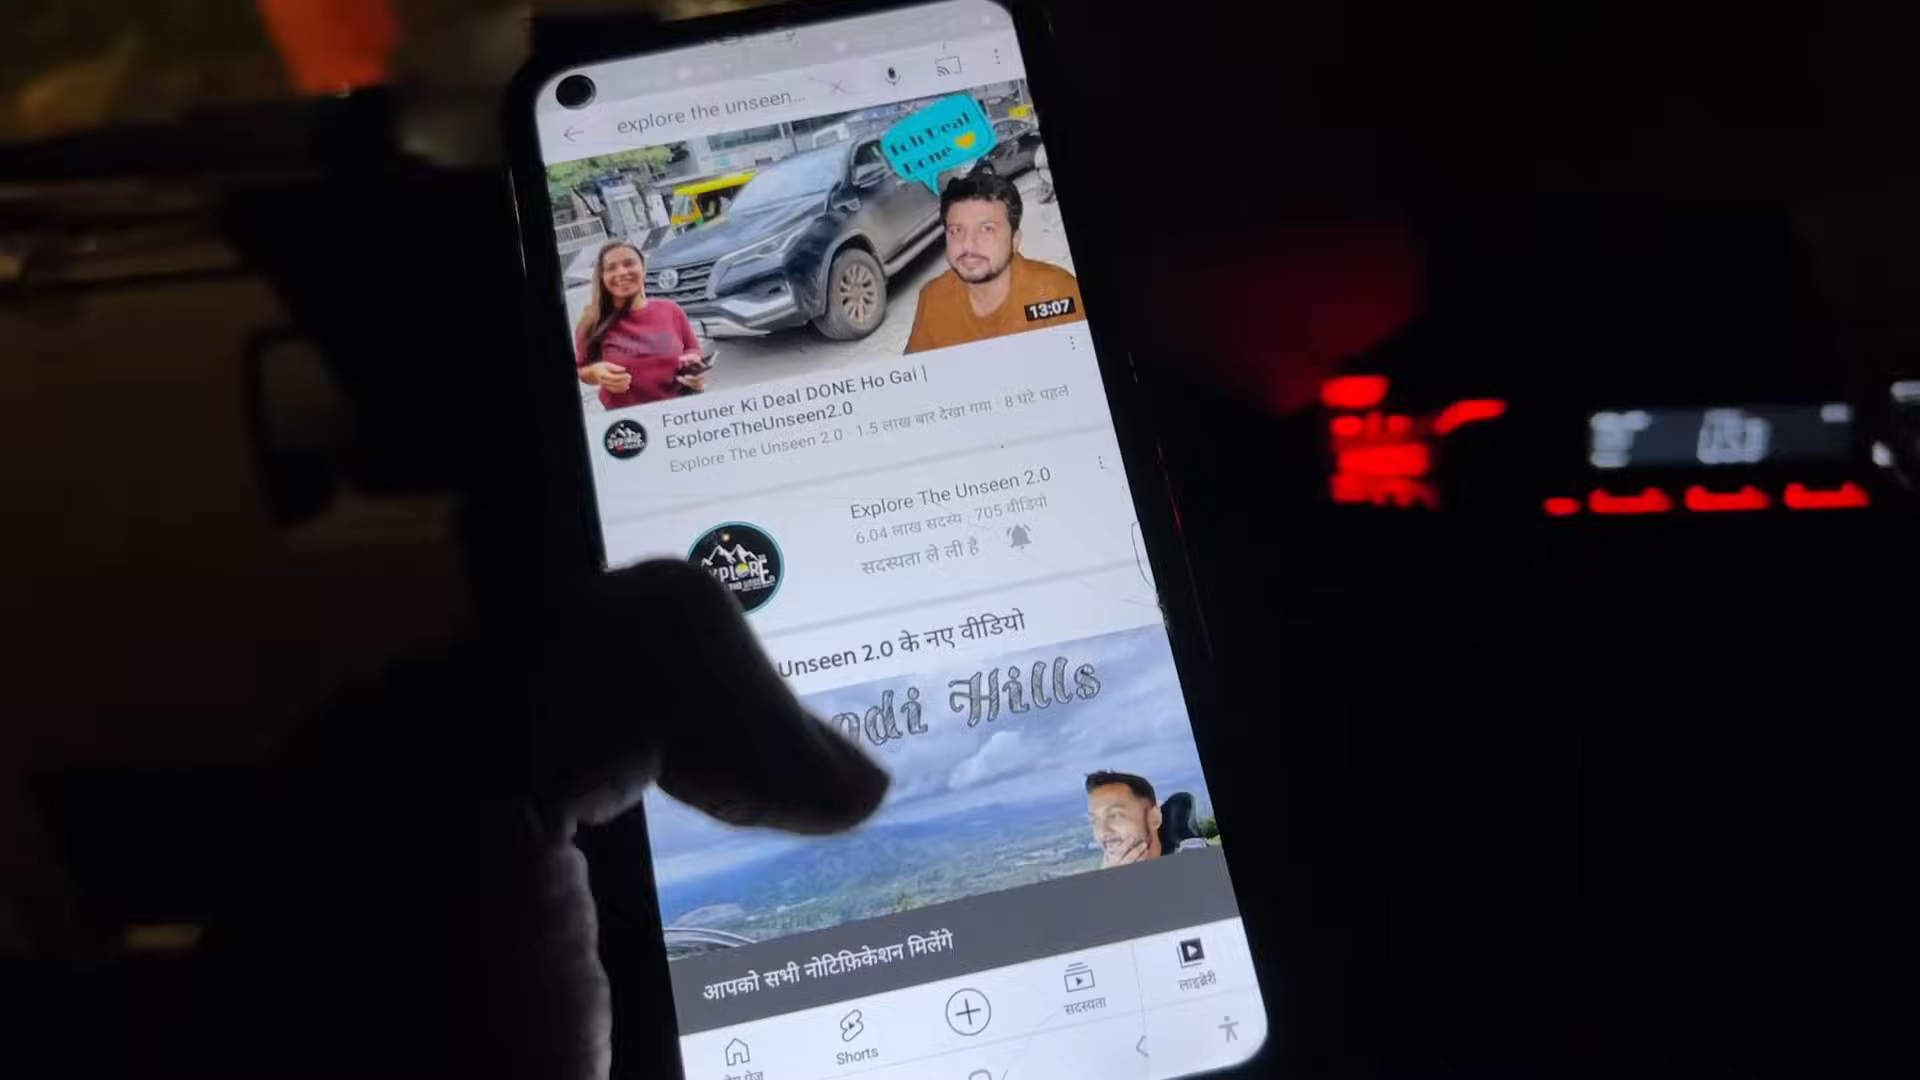 explore the unseen...
Toh Deal
Done
13:07
Fortuner Ki Deal DONE Ho Gai |
ExploreTheUnseen2.0
Explore The Unseen 2.0 · 1.5 लाख बार देखा गया · 8 घंटे पहले
Explore The Unseen 2.0
6.04 लाख सदस्य · 705 वीडियो
सदस्यता ले ली है
Unseen 2.0 के नए वीडियो
Hills
आपको सभी नोटिफ़िकेशन मिलेंगे
Shorts
सदस्यता
लाइब्रेरी